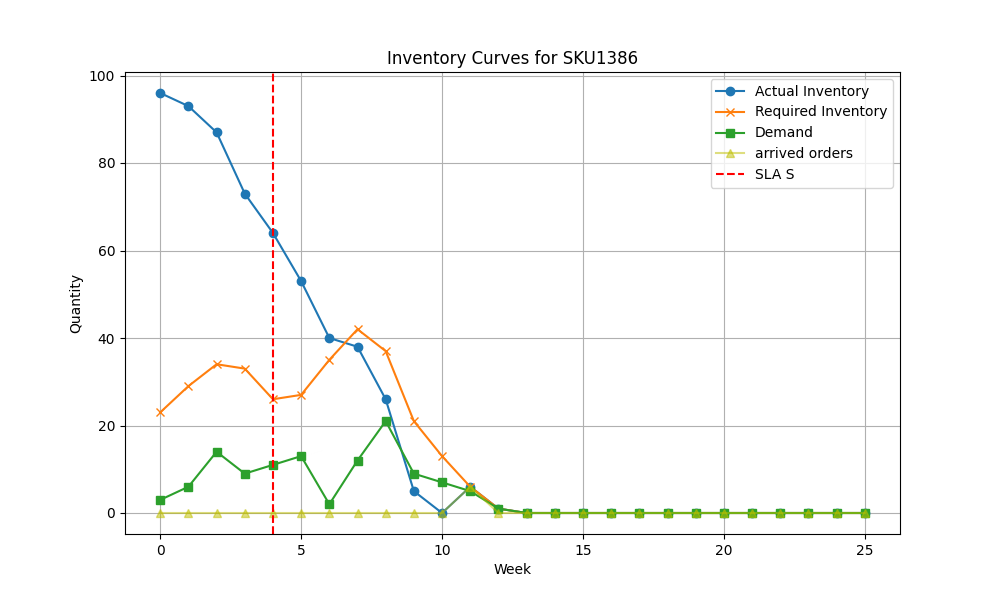 Inventory Curves for SKU1386
Actual Inventory
Required Inventory
Demand
arrived orders
SLA S
100
80
60
40
20
0
Quantity
0 5 10 15 20 25
Week